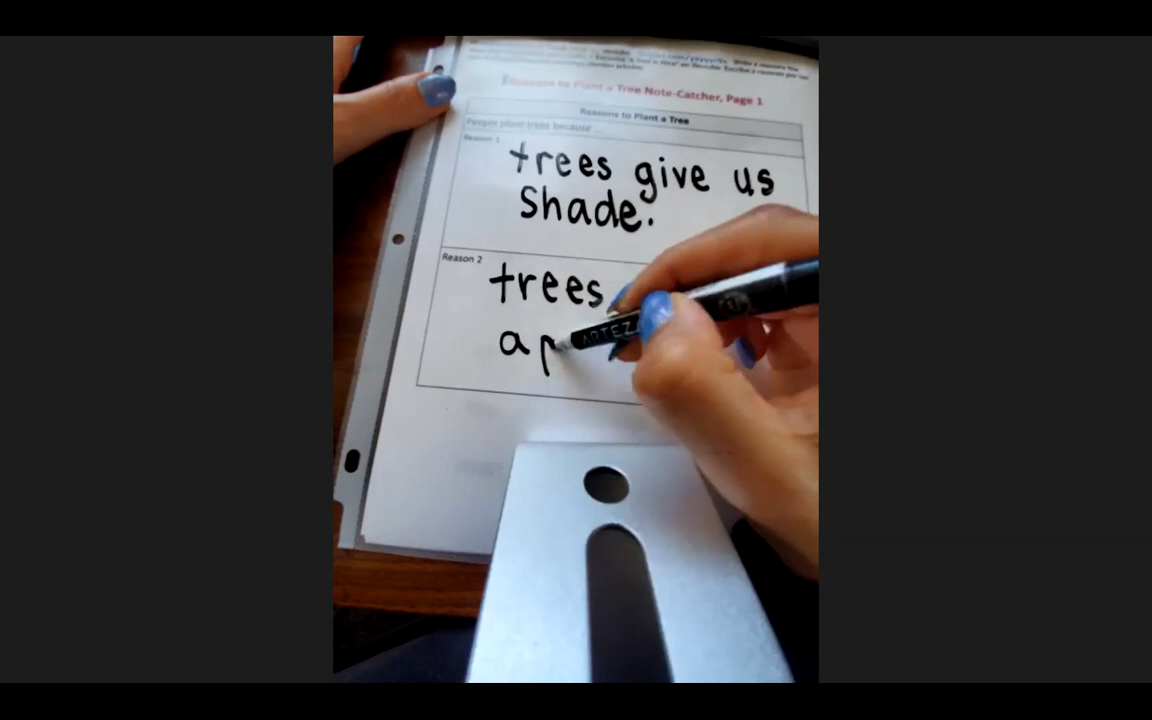 Reasons to Plant a Tree Note-Catcher, Page 1
Reasons to Plant a Tree
People plant trees because ...
Reason 1
trees give us
Shade.
Reason 2
trees
ap
ARTEZA